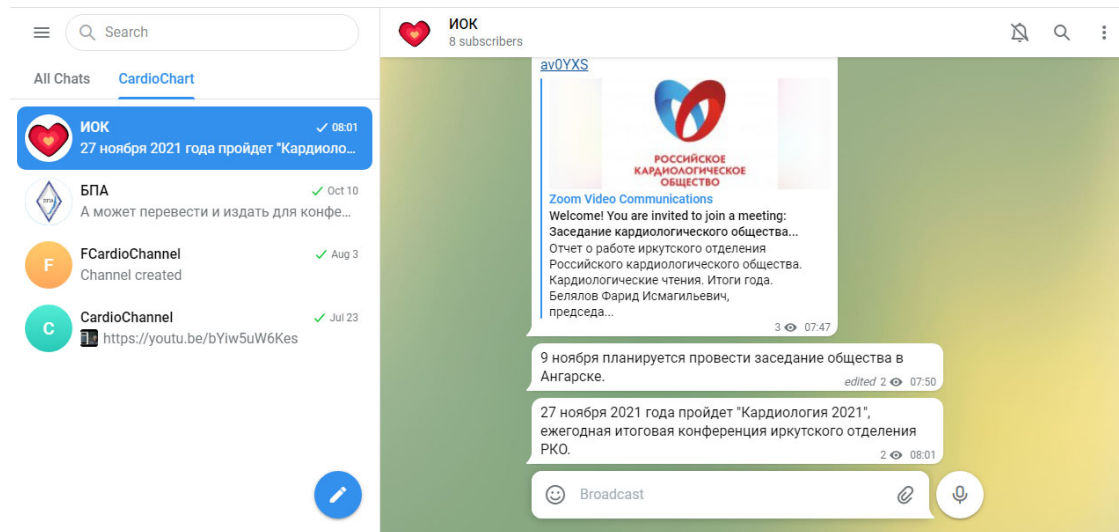 Search
All Chats
CardioChart
ИОК
08:01
27 ноября 2021 года пройдет "Кардиоло...
БПА
Oct 10
А может перевести и издать для конфе...
F
FCardioChannel
Aug 3
Channel created
C
CardioChannel
Jul 23
https://youtu.be/bYiw5uW6Kes
ИОК
8 subscribers
av0YXS
РОССИЙСКОЕ
КАРДИОЛОГИЧЕСКОЕ
ОБЩЕСТВО
Zoom Video Communications
Welcome! You are invited to join a meeting:
Заседание кардиологического общества...
Отчет о работе иркутского отделения
Российского кардиологического общества.
Кардиологические чтения. Итоги года.
Белялов Фарид Исмагильевич,
председа...
3 07:47
9 ноября планируется провести заседание общества в
Ангарске.
edited 2 07:50
27 ноября 2021 года пройдет "Кардиология 2021",
ежегодная итоговая конференция иркутского отделения
РКО.
2 08:01
Broadcast